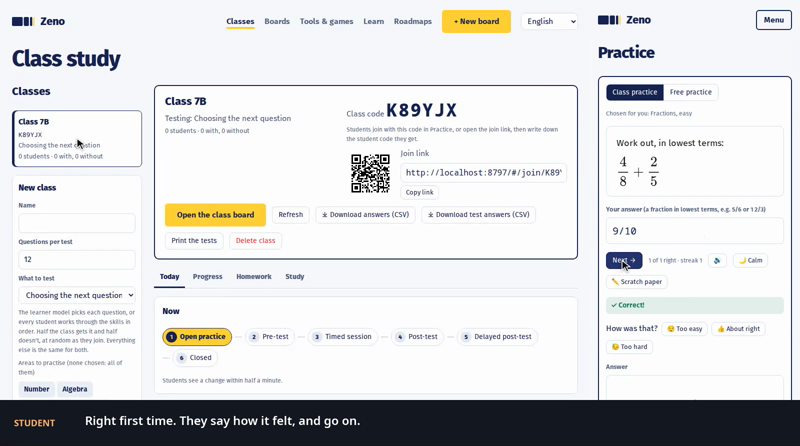 Zeno
Classes Boards Tools & games Learn Roadmaps + New board English
Class study
Classes
Class 7B
K89YJX
Choosing the next question
0 students · 0 with, 0 without
New class
Name
Questions per test
12
What to test
Choosing the next question
The learner model picks each question, or every student works through the skills in order. Half the class gets it and half doesn't, at random as they join. Everything else is the same for both.
Areas to practise (none chosen: all of them)
Number Algebra
Class 7B
Testing: Choosing the next question
0 students · 0 with, 0 without
Class code K89YJX
Students join with this code in Practice, or open the join link, then write down the student code they get.
Join link
http://localhost:8797/#/join/K89
Copy link
Open the class board Refresh Download answers (CSV) Download test answers (CSV)
Print the tests Delete class
Today Progress Homework Study
Now
1 Open practice — 2 Pre-test — 3 Timed session — 4 Post-test — 5 Delayed post-test
— 6 Closed
Students see a change within half a minute.
Zeno Menu
Practice
Class practice Free practice
Chosen for you: Fractions, easy
Work out, in lowest terms:
4/8 + 2/5
Your answer (a fraction in lowest terms, e.g. 5/6 or 1 2/3)
9/10
Next → 1 of 1 right · streak 1 🔊 🌙 Calm
✏️ Scratch paper
✓ Correct!
How was that? 😴 Too easy 👍 About right
😓 Too hard
Answer
STUDENT Right first time. They say how it felt, and go on.